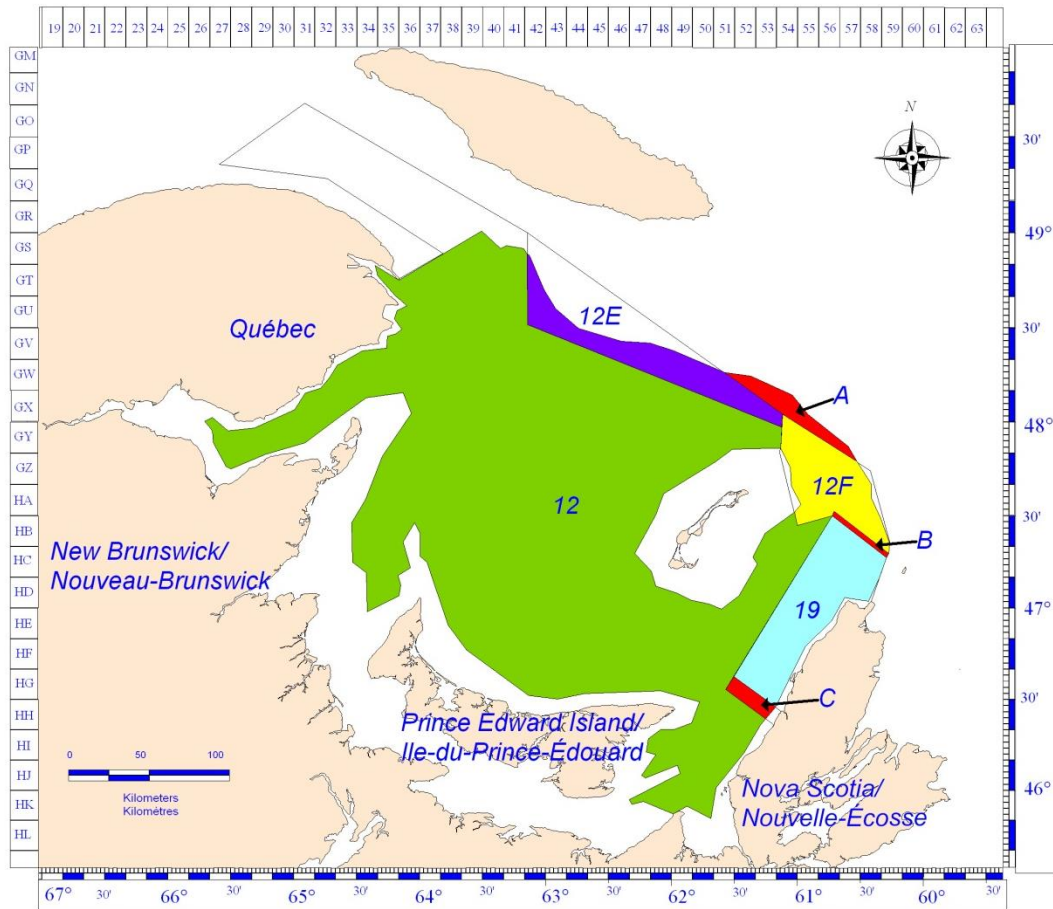 19 20 21 22 23 24 25 26 27 28 29 30 31 32 33 34 35 36 37 38 39 40 41 42 43 44 45 46 47 48 49 50 51 52 53 54 55 56 57 58 59 60 61 62 63
GM
GN
GO
GP
GQ
GR
GS
GT
GU
GV
GW
GX
GY
GZ
HA
HB
HC
HD
HE
HF
HG
HH
HI
HJ
HK
HL
N
30'
49°
30'
48°
30'
47°
30'
46°
Québec
12E
A
12F
12
B
New Brunswick/
Nouveau-Brunswick
19
C
Prince Edward Island/
Ile-du-Prince-Édouard
Nova Scotia/
Nouvelle-Écosse
0 50 100
Kilometers
Kilomètres
67° 30' 66° 30' 65° 30' 64° 30' 63° 30' 62° 30' 61° 30' 60° 30'